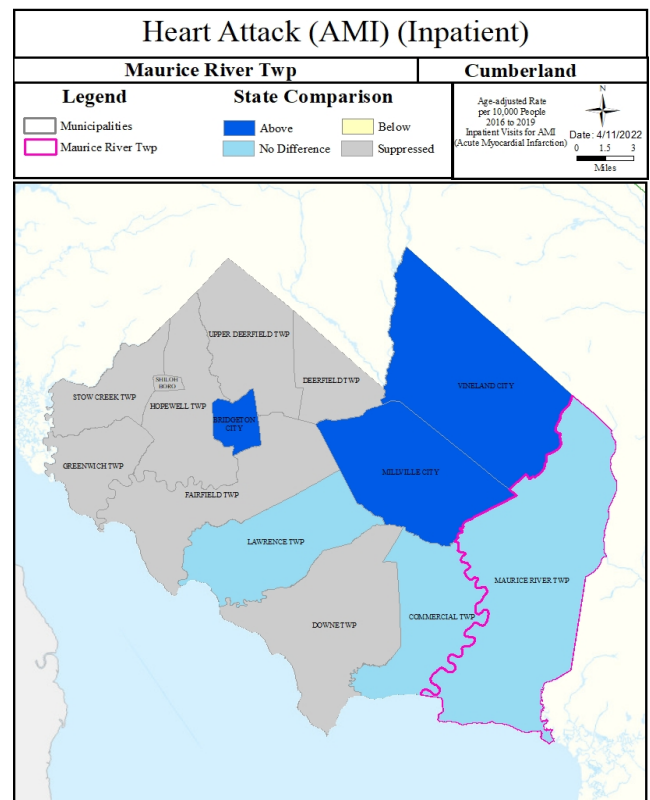 Heart Attack (AMI) (Inpatient)
Maurice River Twp
Cumberland
Legend
Municipalities
Maurice River Twp
State Comparison
Above
Below
No Difference
Suppressed
Age-adjusted Rate
per 10,000 People
2016 to 2019
Inpatient Visits for AMI
(Acute Myocardial Infarction)
N
Date: 4/11/2022
0 1.5 3
Miles
UPPER DEERFIELD TWP
DEERFIELD TWP
VINELAND CITY
SHILOH
BORO
STOW CREEK TWP
HOPEWELL TWP
BRIDGETON
CITY
GREENWICH TWP
MILLVILLE CITY
FAIRFIELD TWP
LAWRENCE TWP
MAURICE RIVER TWP
COMMERCIAL TWP
DOWNE TWP